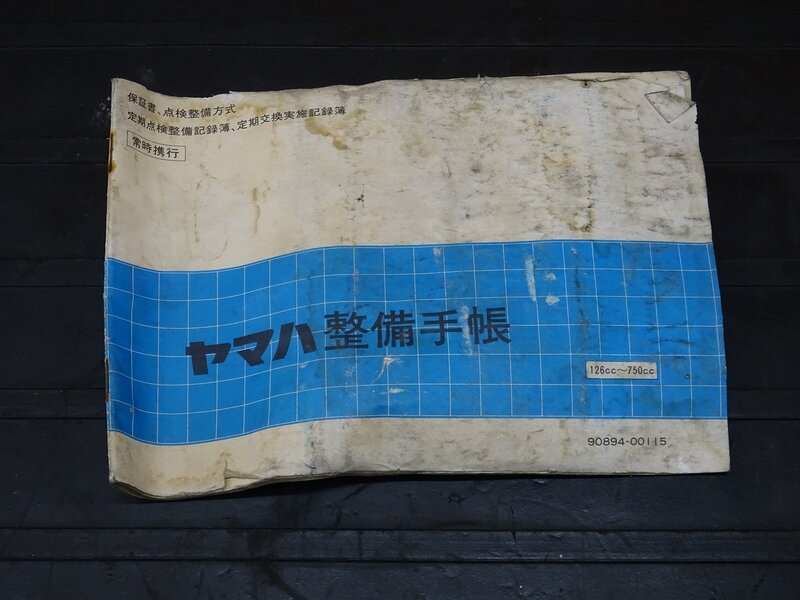 保証書、点検整備方式
定期点検整備記録簿、定期交換実施記録簿
常時携行
ヤマハ 整備手帳
126cc～750cc
90894-00115